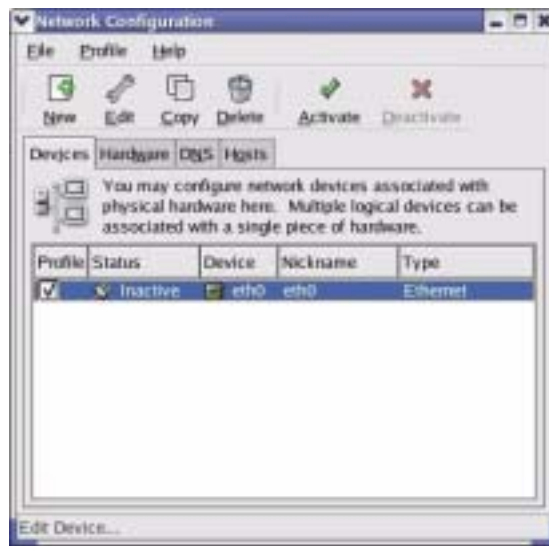 Network Configuration
File Profile Help
New Edit Copy Delete Activate Deactivate
Devices Hardware DNS Hosts
You may configure network devices associated with
physical hardware here. Multiple logical devices can be
associated with a single piece of hardware.
Profile Status Device Nickname Type
Inactive eth0 eth0 Ethernet
Edit Device...